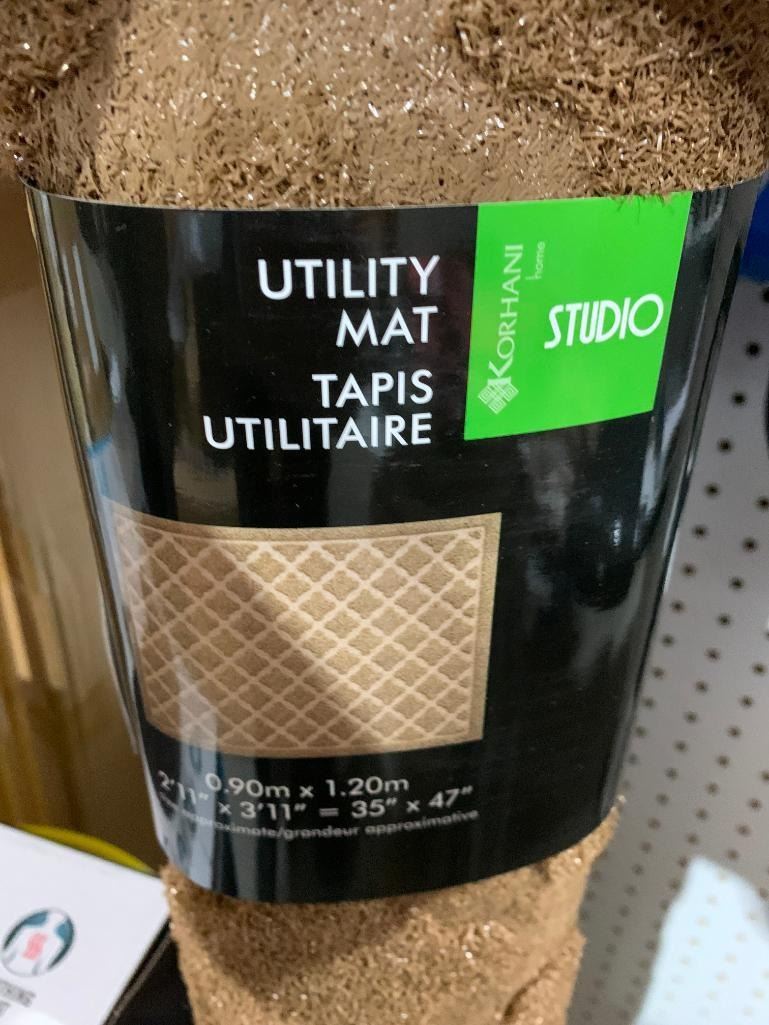 UTILITY
MAT
TAPIS
UTILITAIRE
KORHANI
home
STUDIO
0.90m x 1.20m
2'11" x 3'11" = 35" x 47"
approximate/grandeur approximative